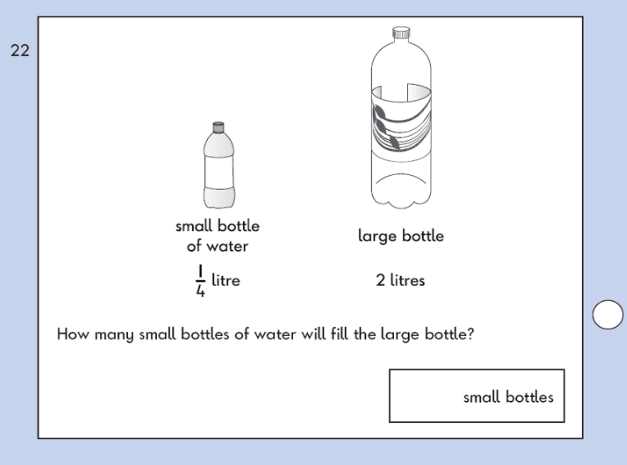 22
small bottle
of water
1/4 litre
large bottle
2 litres
How many small bottles of water will fill the large bottle?
small bottles